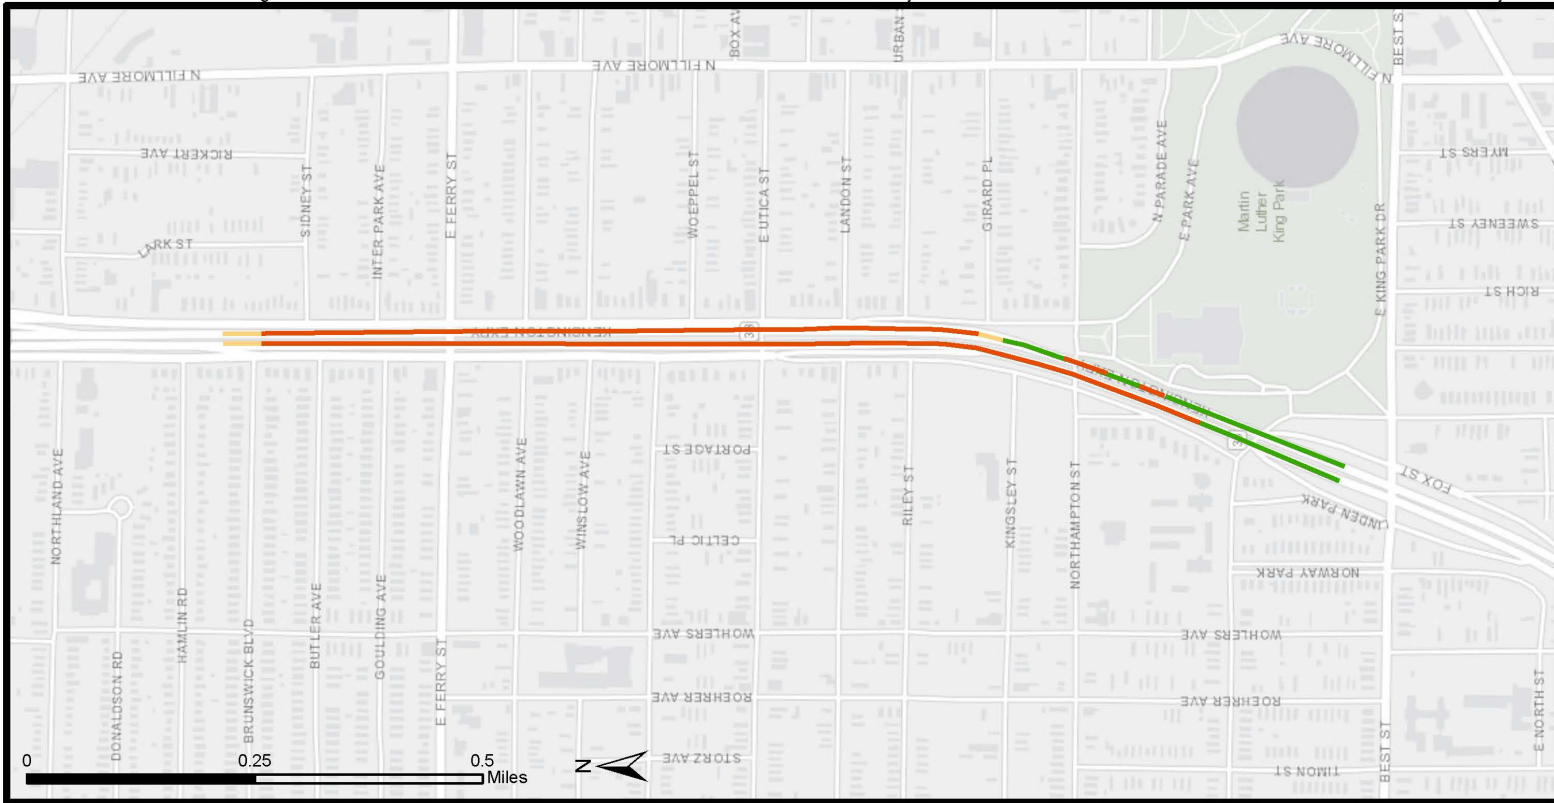 BOX AV
URBAN
BEST S
N FILLMORE AVE
N FILLMORE AVE
N FILLMORE AVE
RICKERT AVE
SIDNEY ST
INTER PARK AVE
E FERRY ST
WOEPPEL ST
E UTICA ST
LANDON ST
GIRARD PL
N PARADE AVE
E PARK AVE
Martin
Luther
King Park
E KING PARK DR
MYERS ST
SWEENEY ST
RICH ST
LARK ST
KENSINGTON EXPY
33
KENSINGTON EXPY
33
NORTHLAND AVE
DONALDSON RD
HAMLIN RD
BRUNSWICK BLVD
BUTLER AVE
GOULDING AVE
E FERRY ST
WOODLAWN AVE
WINSLOW AVE
PORTAGE ST
CELTIC PL
WOHLERS AVE
ROEHRER AVE
STORZ AVE
RILEY ST
KINGSLEY ST
NORTHAMPTON ST
FOX ST
LINDEN PARK
NORWAY PARK
WOHLERS AVE
ROEHRER AVE
TIMON ST
BEST ST
E NORTH ST
0 0.25 0.5
Miles
N